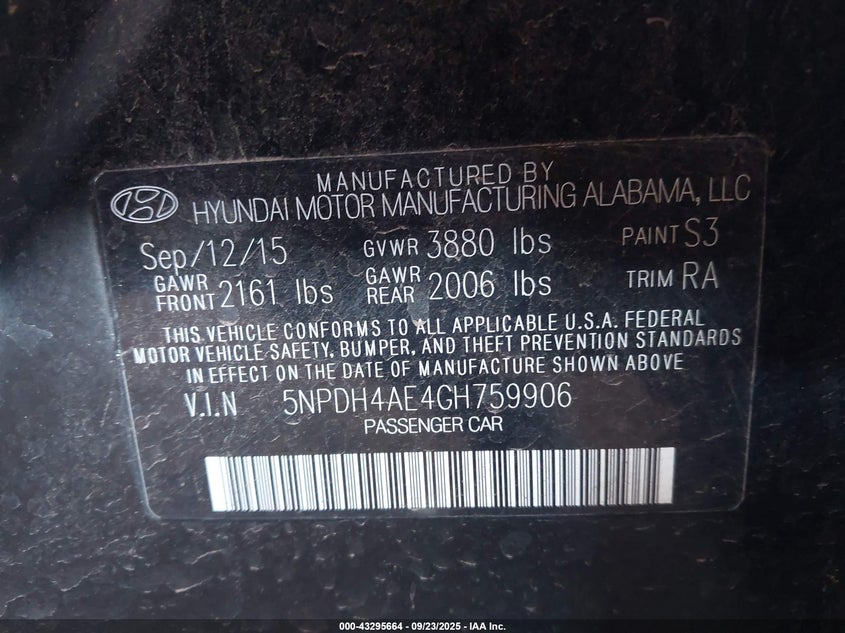 MANUFACTURED BY
HYUNDAI MOTOR MANUFACTURING ALABAMA, LLC
Sep/12/15 GVWR 3880 lbs PAINT S3
GAWR FRONT 2161 lbs GAWR REAR 2006 lbs TRIM RA
THIS VEHICLE CONFORMS TO ALL APPLICABLE U.S.A. FEDERAL
MOTOR VEHICLE SAFETY, BUMPER, AND THEFT PREVENTION STANDARDS
IN EFFECT ON THE DATE OF MANUFACTURE SHOWN ABOVE
V.I.N 5NPDH4AE4GH759906
PASSENGER CAR
000-43295664 - 09/23/2025 - IAA Inc.